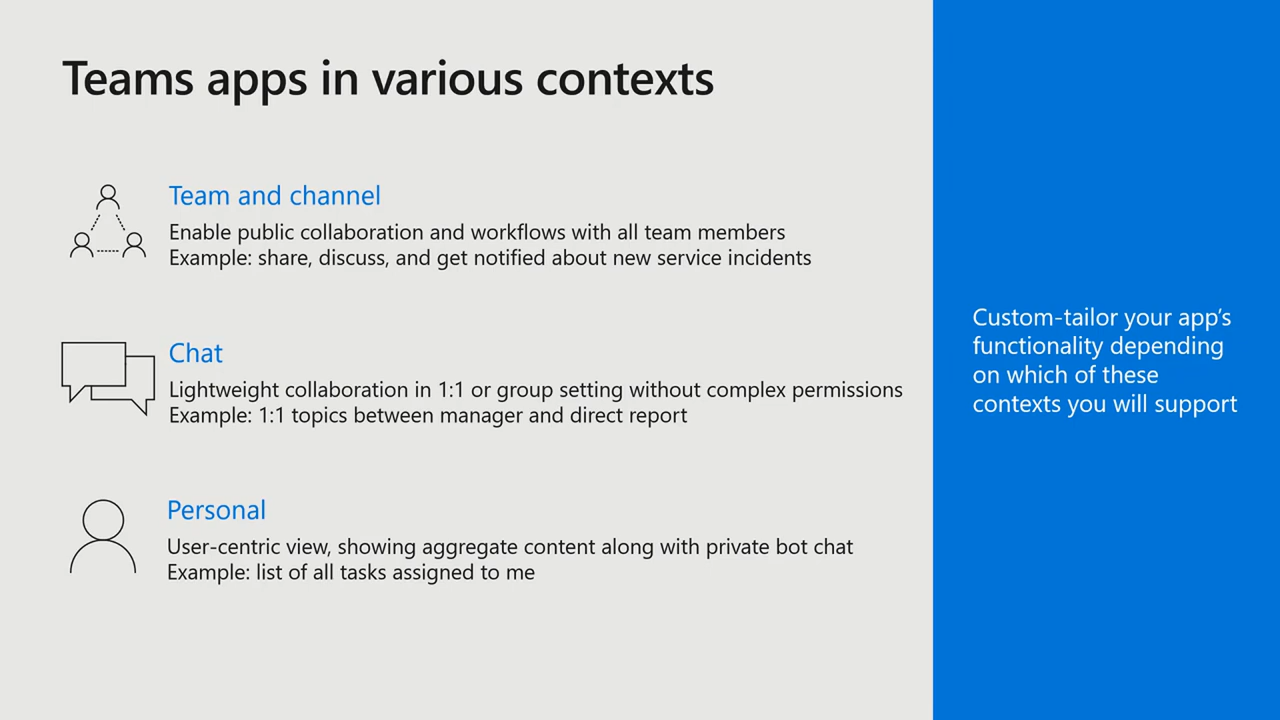 Teams apps in various contexts
Team and channel
Enable public collaboration and workflows with all team members
Example: share, discuss, and get notified about new service incidents
Chat
Lightweight collaboration in 1:1 or group setting without complex permissions
Example: 1:1 topics between manager and direct report
Personal
User-centric view, showing aggregate content along with private bot chat
Example: list of all tasks assigned to me
Custom-tailor your app's
functionality depending
on which of these
contexts you will support